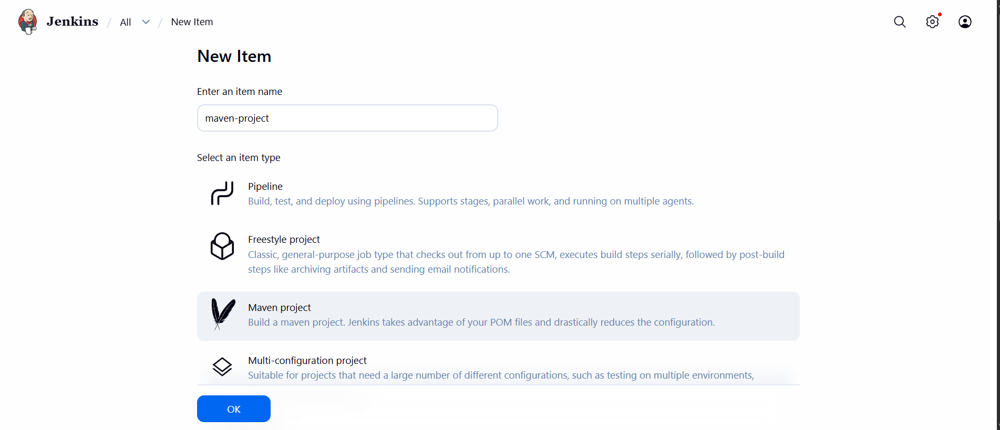 Jenkins / All / New Item
New Item
Enter an item name
maven-project
Select an item type
Pipeline
Build, test, and deploy using pipelines. Supports stages, parallel work, and running on multiple agents.
Freestyle project
Classic, general-purpose job type that checks out from up to one SCM, executes build steps serially, followed by post-build
steps like archiving artifacts and sending email notifications.
Maven project
Build a maven project. Jenkins takes advantage of your POM files and drastically reduces the configuration.
Multi-configuration project
Suitable for projects that need a large number of different configurations, such as testing on multiple environments,
OK